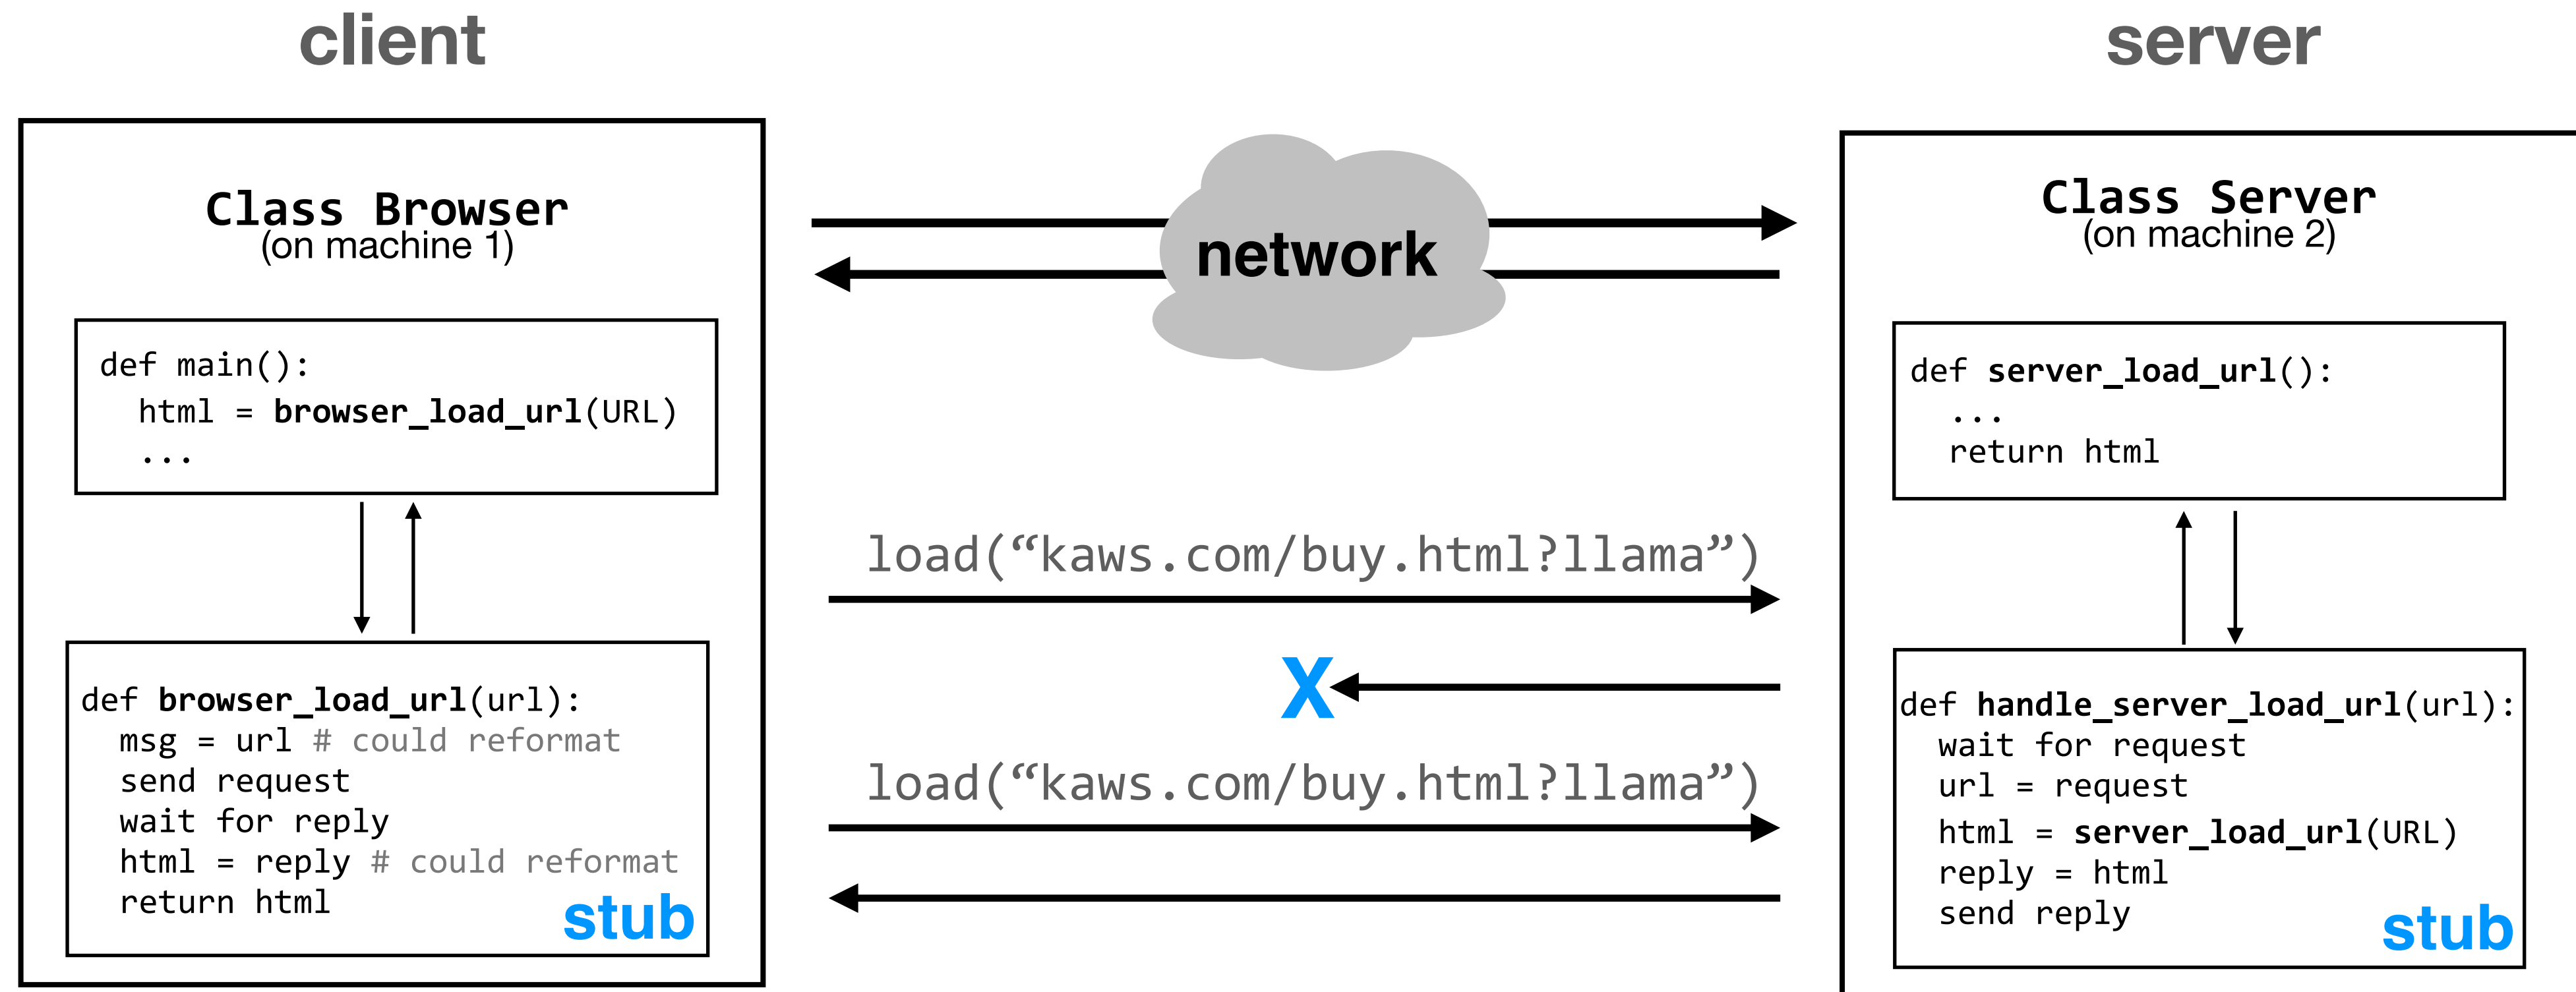 client
Class Browser
(on machine 1)
def main():
html = browser_load_url(URL)
...
def browser_load_url(url):
msg = url # could reformat
send request
wait for reply
html = reply # could reformat
return html
stub
network
load(“kaws.com/buy.html?llama”)
X
load(“kaws.com/buy.html?llama”)
server
Class Server
(on machine 2)
def server_load_url():
...
return html
def handle_server_load_url(url):
wait for request
url = request
html = server_load_url(URL)
reply = html
send reply
stub